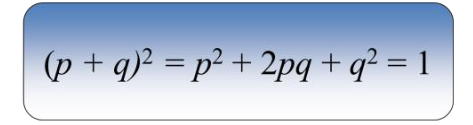 (p + q)² = p² + 2pq + q² = 1